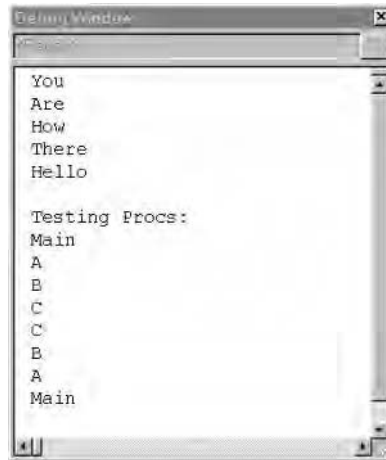 Debug Window
You
Are
How
There
Hello
Testing Procs:
Main
A
B
C
C
B
A
Main